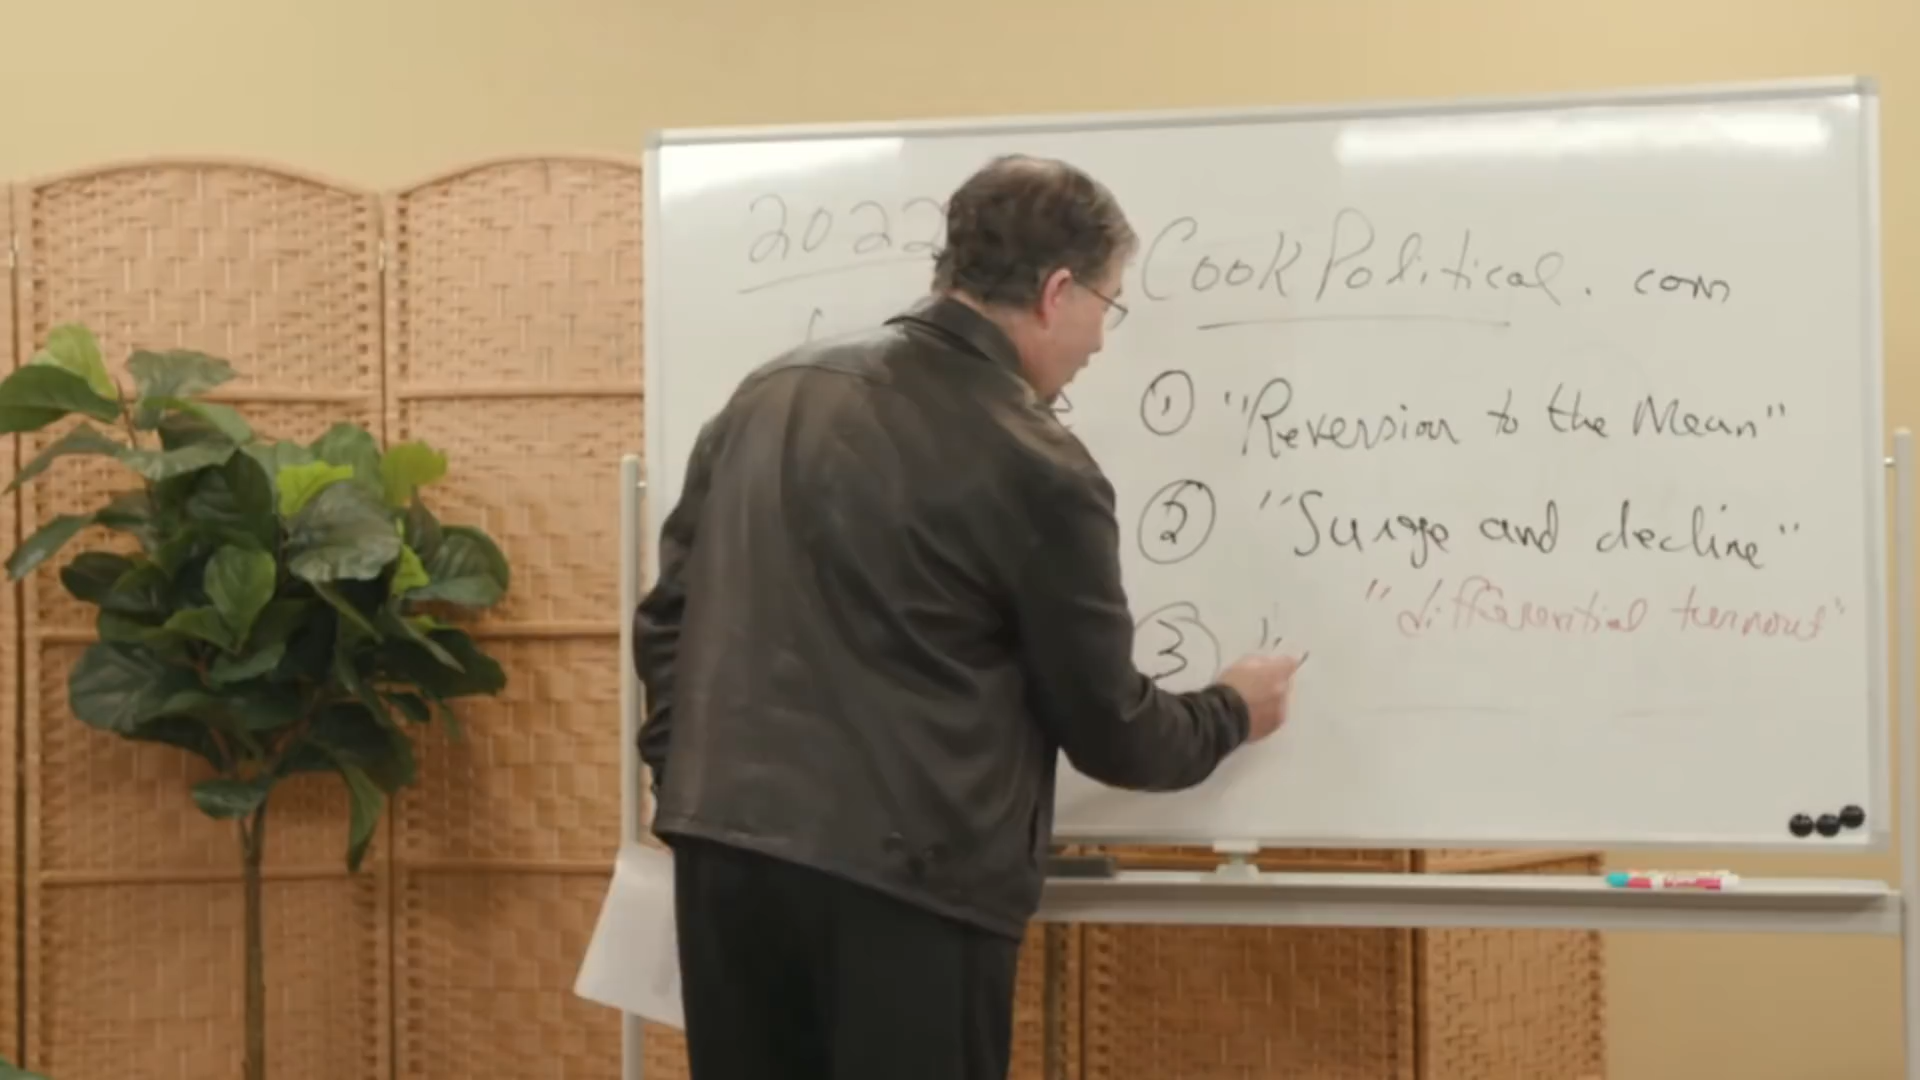 2022
CookPolitical.com
① "Reversion to the Mean"
② "Surge and decline"
"differential turnout"
③ "